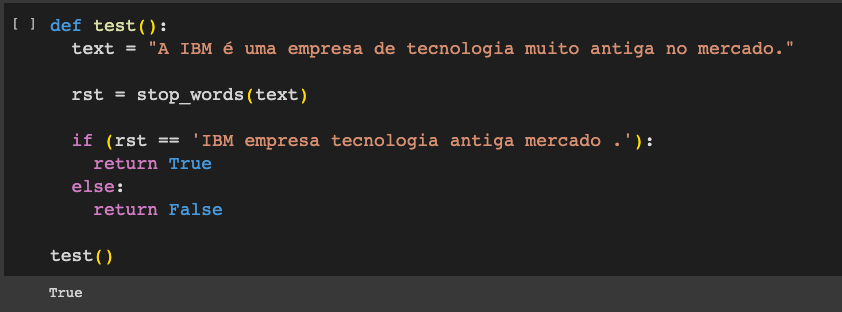 [ ] def test():
text = "A IBM é uma empresa de tecnologia muito antiga no mercado."
rst = stop_words(text)
if (rst == 'IBM empresa tecnologia antiga mercado .'):
return True
else:
return False
test()
True